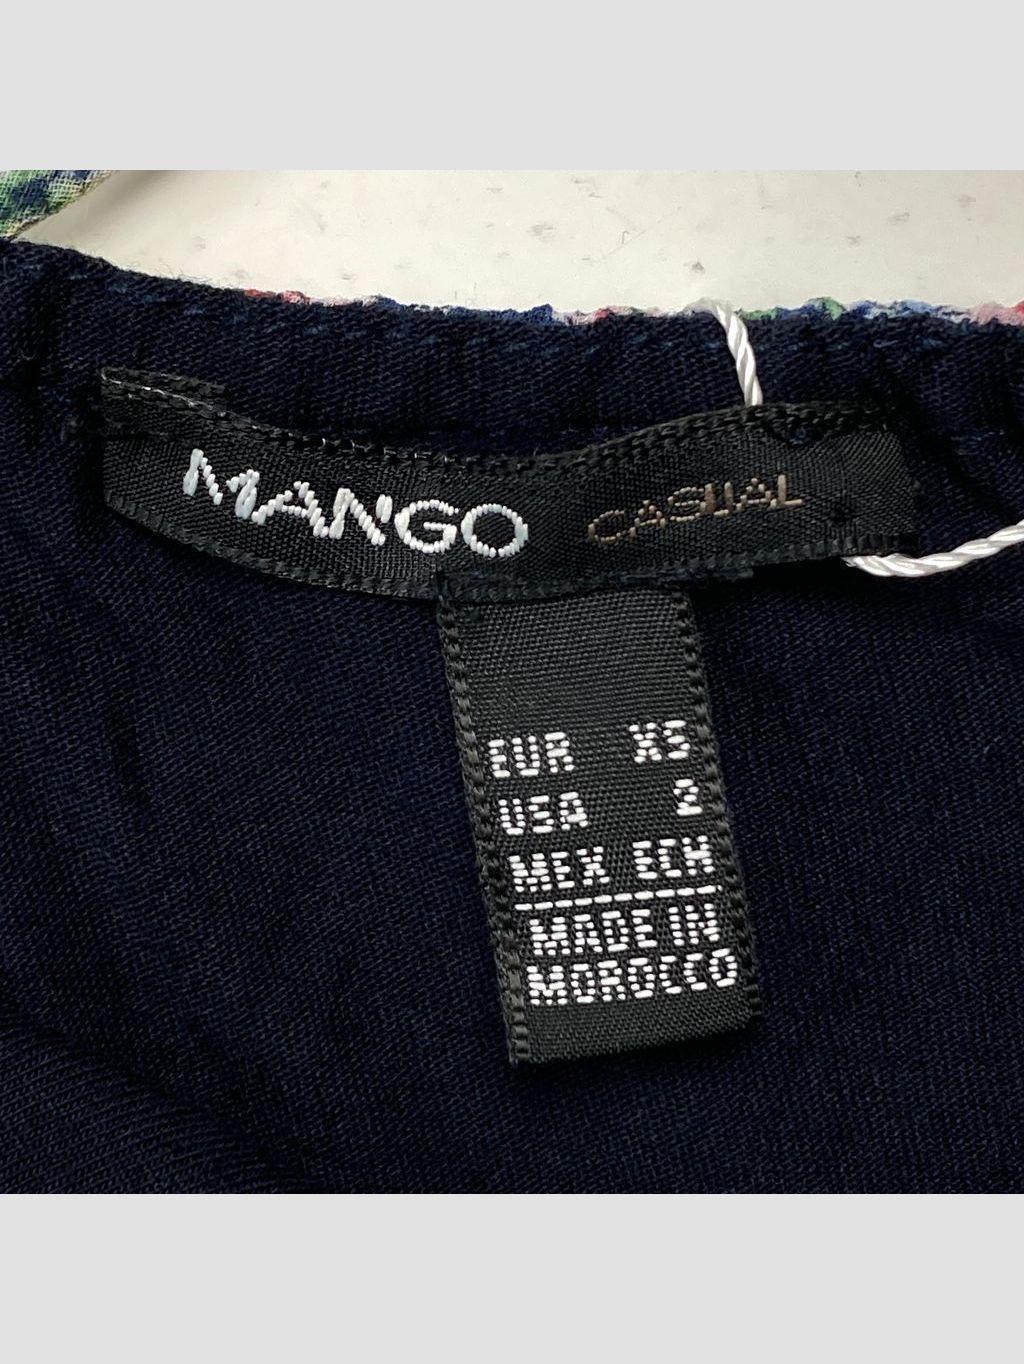 MANGO CASUAL
EUR XS
USA 2
MEX ECH
MADE IN
MOROCCO